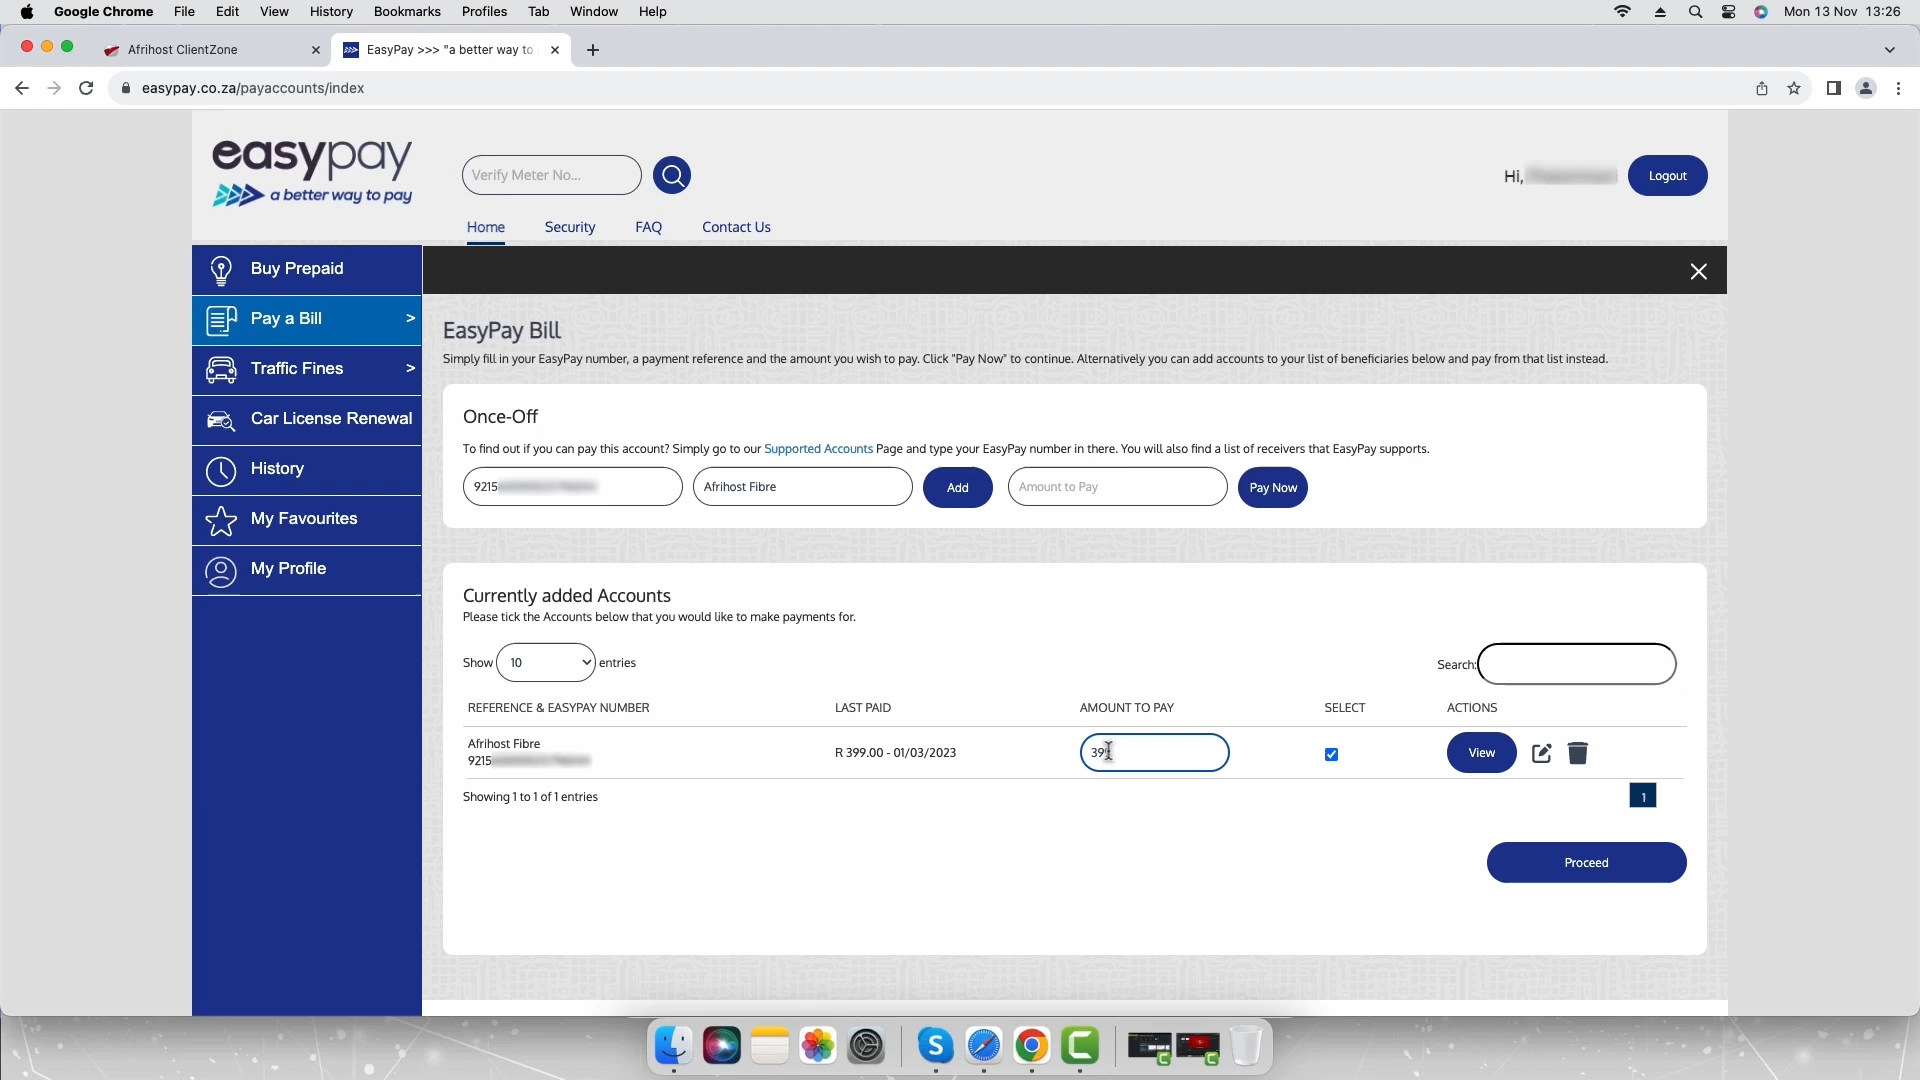 Google Chrome File Edit View History Bookmarks Profiles Tab Window Help Mon 13 Nov 13:26
Afrihost ClientZone
EasyPay >>> "a better way to
easypay.co.za/payaccounts/index
easypay
a better way to pay
Verify Meter No...
Hi,
Logout
Home Security FAQ Contact Us
Buy Prepaid
Pay a Bill >
Traffic Fines >
Car License Renewal
History
My Favourites
My Profile
EasyPay Bill
Simply fill in your EasyPay number, a payment reference and the amount you wish to pay. Click "Pay Now" to continue. Alternatively you can add accounts to your list of beneficiaries below and pay from that list instead.
Once-Off
To find out if you can pay this account? Simply go to our Supported Accounts Page and type your EasyPay number in there. You will also find a list of receivers that EasyPay supports.
9215 Afrihost Fibre Add Amount to Pay Pay Now
Currently added Accounts
Please tick the Accounts below that you would like to make payments for.
Show 10 entries
Search:
REFERENCE & EASYPAY NUMBER LAST PAID AMOUNT TO PAY SELECT ACTIONS
Afrihost Fibre
9215
R 399.00 - 01/03/2023
View
Showing 1 to 1 of 1 entries
1
Proceed